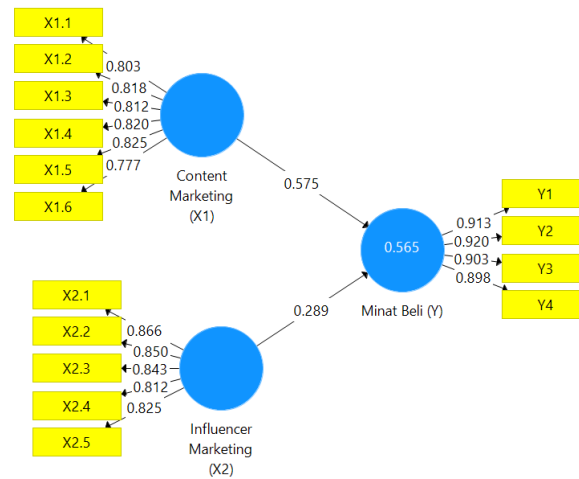 X1.1
X1.2
X1.3
X1.4
X1.5
X1.6
0.803
0.818
0.812
0.820
0.825
0.777
Content
Marketing
(X1)
0.575
X2.1
X2.2
X2.3
X2.4
X2.5
0.866
0.850
0.843
0.812
0.825
Influencer
Marketing
(X2)
0.289
0.565
Minat Beli (Y)
0.913
0.920
0.903
0.898
Y1
Y2
Y3
Y4